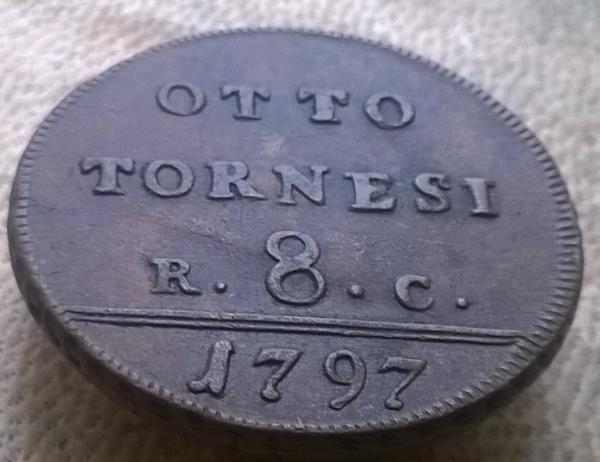 OTTO
TORNESI
R. 8. C.
1797